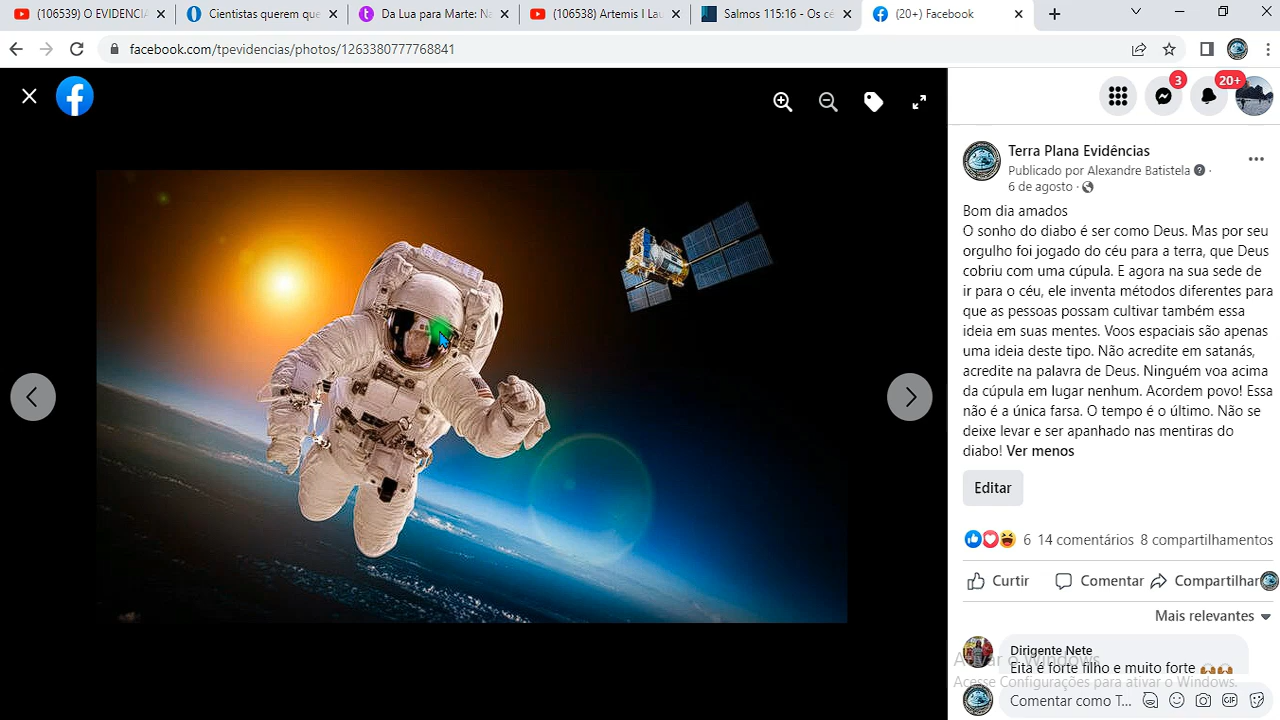 (106539) O EVIDENCIA
Cientistas querem que
Da Lua para Marte: Na
(106538) Artemis I Lau
Salmos 115:16 - Os cé
(20+) Facebook
facebook.com/tpevidencias/photos/1263380777768841
3
20+
Terra Plana Evidências
Publicado por Alexandre Batistela
6 de agosto ·
Bom dia amados
O sonho do diabo é ser como Deus. Mas por seu
orgulho foi jogado do céu para a terra, que Deus
cobriu com uma cúpula. E agora na sua sede de
ir para o céu, ele inventa métodos diferentes para
que as pessoas possam cultivar também essa
ideia em suas mentes. Voos espaciais são apenas
uma ideia deste tipo. Não acredite em satanás,
acredite na palavra de Deus. Ninguém voa acima
da cúpula em lugar nenhum. Acordem povo! Essa
não é a única farsa. O tempo é o último. Não se
deixe levar e ser apanhado nas mentiras do
diabo! Ver menos
Editar
6 14 comentários 8 compartilhamentos
Curtir Comentar Compartilhar
Mais relevantes
Dirigente Nete
Eita é forte filho e muito forte 🙌🏾🙌🏾
Ativar o Windows
Acesse Configurações para ativar o Windows.
Comentar como T...
GIF